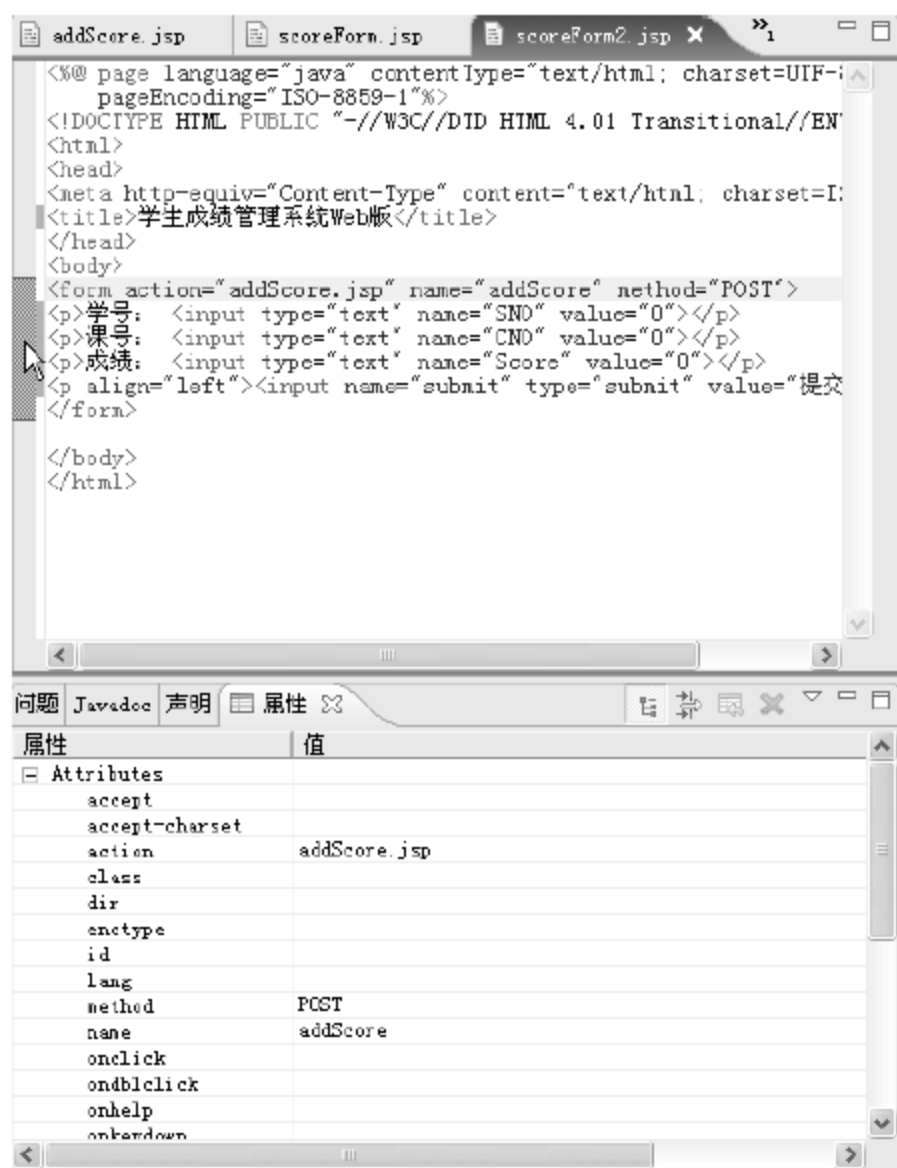 addScore.jsp scoreForm.jsp scoreForm2.jsp » 1
<%@ page language="java" contentType="text/html; charset=UTF-8
pageEncoding="ISO-8859-1"%>
<!DOCTYPE HTML PUBLIC "-//W3C//DTD HTML 4.01 Transitional//EN"
<html>
<head>
<meta http-equiv="Content-Type" content="text/html; charset=IS
<title>学生成绩管理系统Web版</title>
</head>
<body>
<form action="addScore.jsp" name="addScore" method="POST">
<p>学号: <input type="text" name="SNO" value="0"></p>
<p>课号: <input type="text" name="CNO" value="0"></p>
<p>成绩: <input type="text" name="Score" value="0"></p>
<p align="left"><input name="submit" type="submit" value="提交
</form>
</body>
</html>
问题 Javadoc 声明 属性
属性 值
Attributes
accept
accept-charset
action addScore.jsp
class
dir
enctype
id
lang
method POST
name addScore
onclick
ondblclick
onhelp
onkeydown